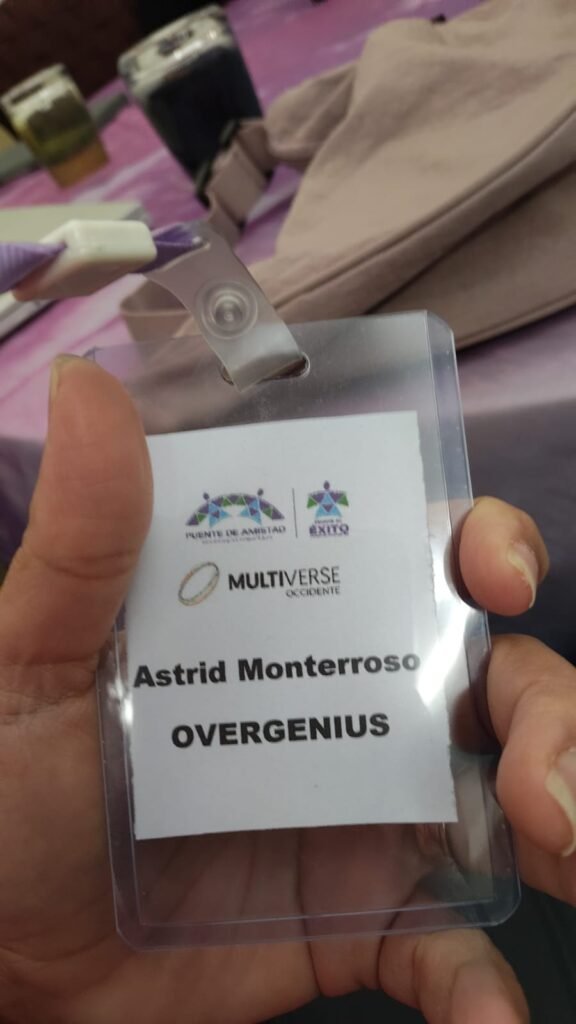 PUENTE DE AMISTAD
ÉXITO
MULTIVERSE
OCCIDENTE
Astrid Monterroso
OVERGENIUS